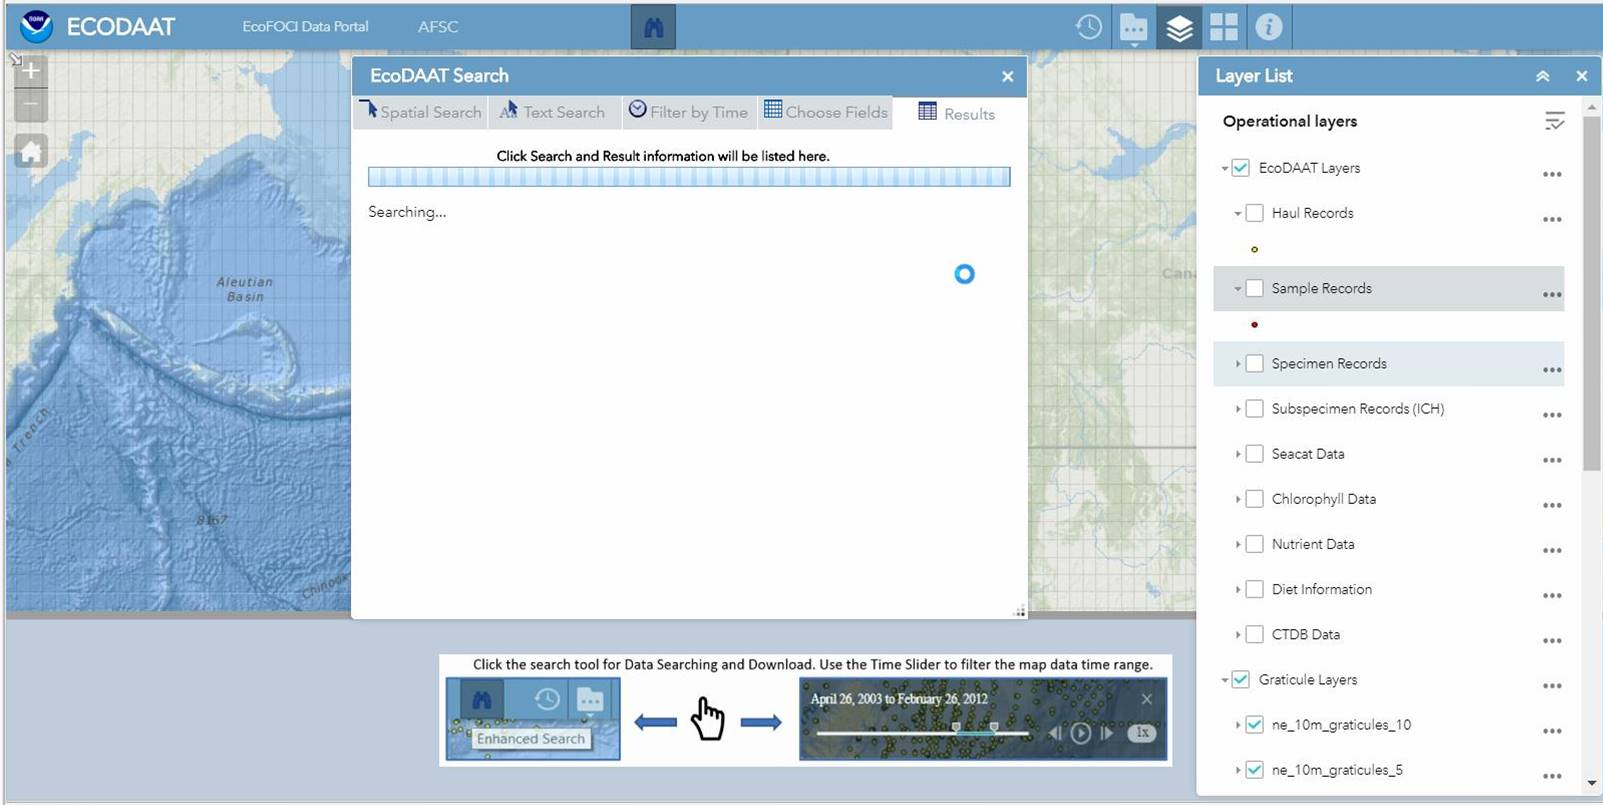 NOAA
ECODAAT
EcoFOCI Data Portal
AFSC
EcoDAAT Search
Spatial Search
Text Search
Filter by Time
Choose Fields
Results
Click Search and Result information will be listed here.
Searching...
Aleutian
Basin
Trench
8167
Chinook
Cana
Layer List
Operational layers
EcoDAAT Layers
Haul Records
Sample Records
Specimen Records
Subspecimen Records (ICH)
Seacat Data
Chlorophyll Data
Nutrient Data
Diet Information
CTDB Data
Graticule Layers
ne_10m_graticules_10
ne_10m_graticules_5
Click the search tool for Data Searching and Download. Use the Time Slider to filter the map data time range.
Enhanced Search
April 26, 2003 to February 26, 2012
1x